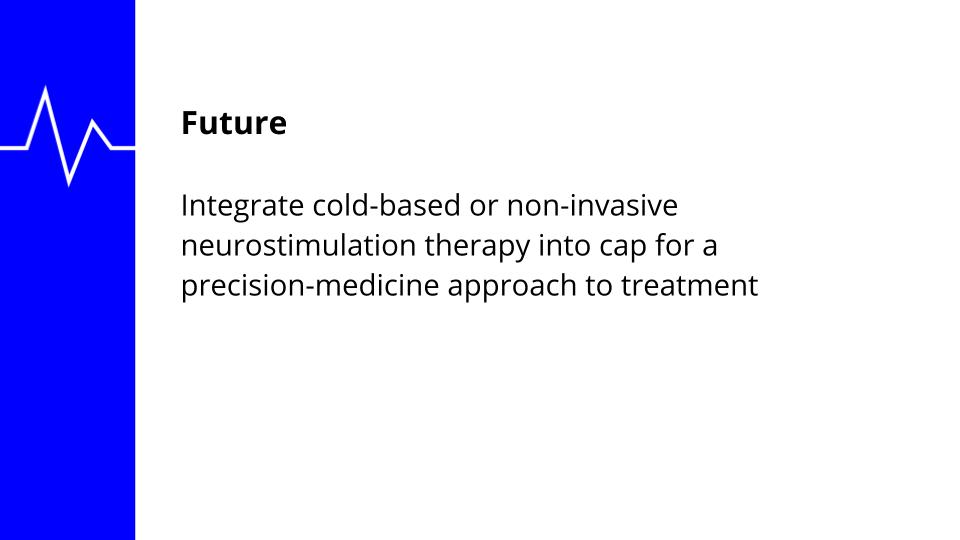 Future
Integrate cold-based or non-invasive
neurostimulation therapy into cap for a
precision-medicine approach to treatment